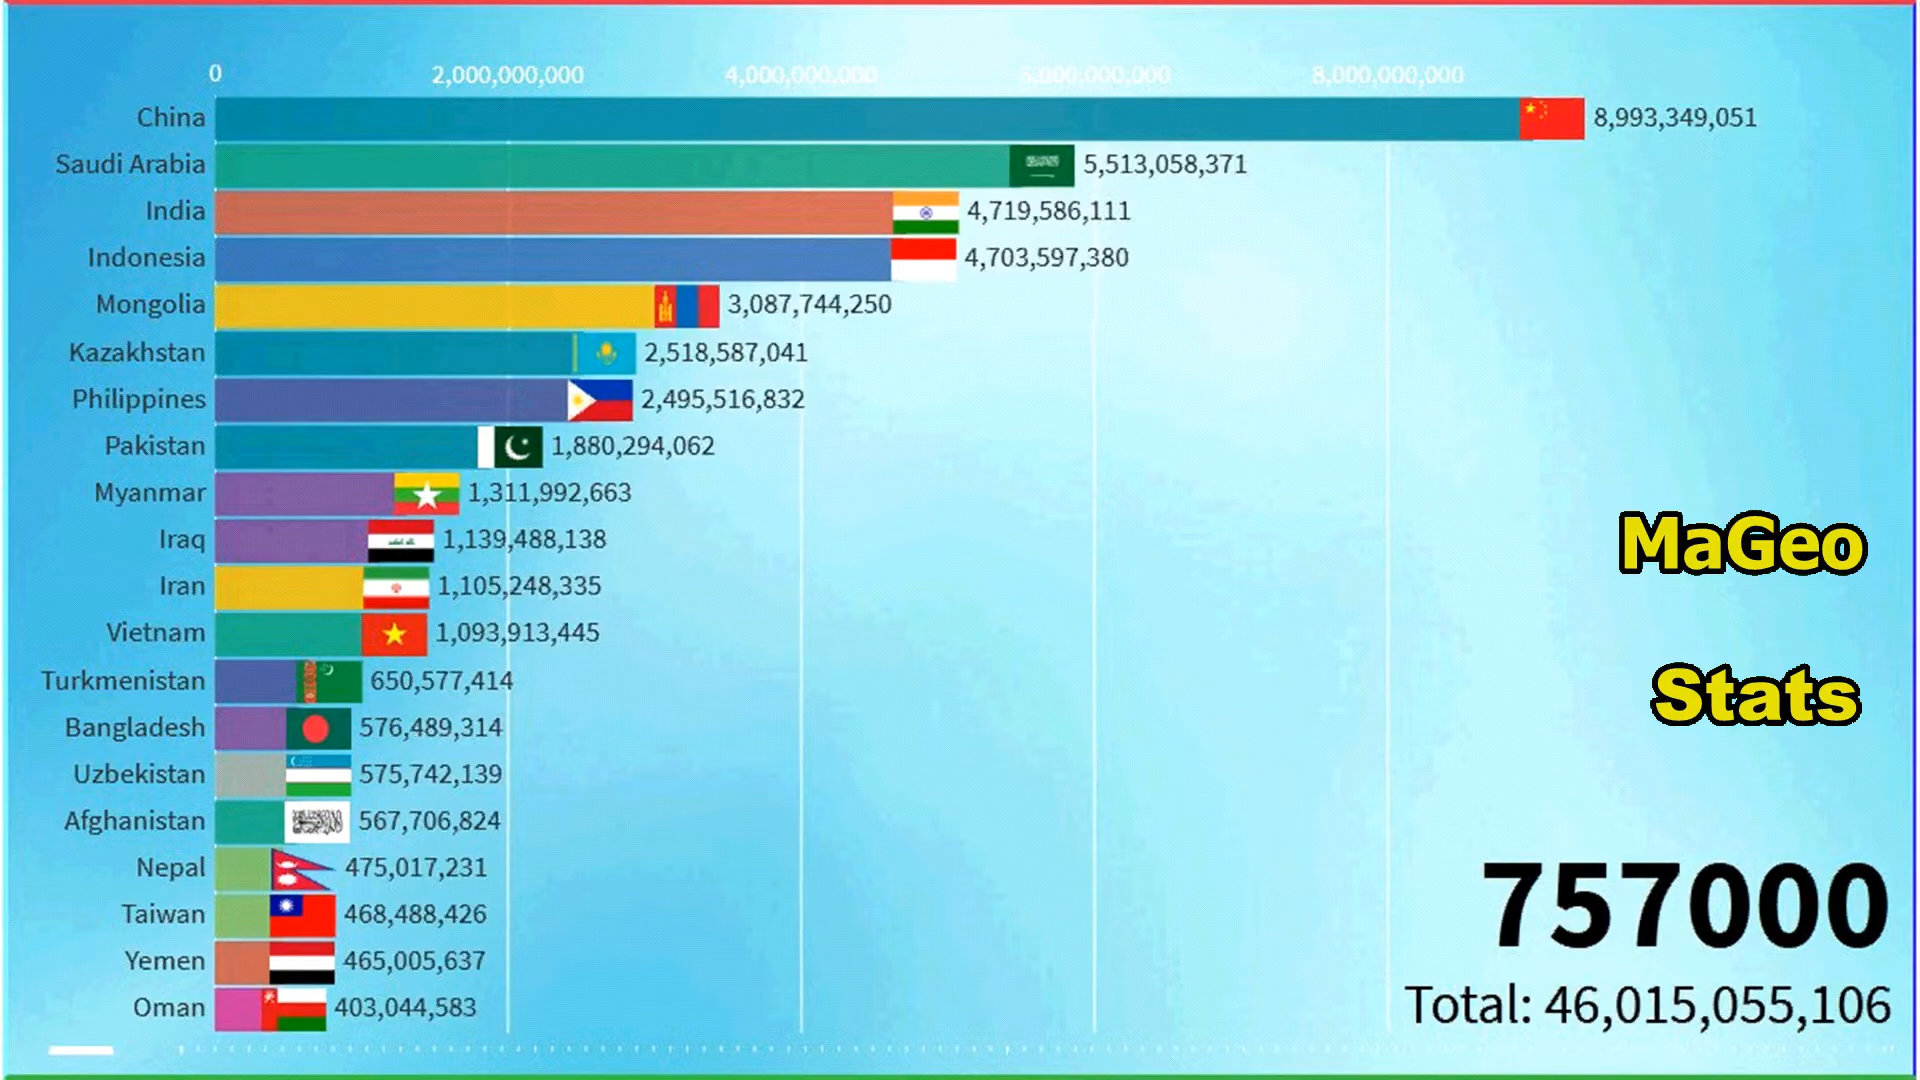 0 2,000,000,000 4,000,000,000 6,000,000,000 8,000,000,000
China 8,993,349,051
Saudi Arabia 5,513,058,371
India 4,719,586,111
Indonesia 4,703,597,380
Mongolia 3,087,744,250
Kazakhstan 2,518,587,041
Philippines 2,495,516,832
Pakistan 1,880,294,062
Myanmar 1,311,992,663
Iraq 1,139,488,138
Iran 1,105,248,335
Vietnam 1,093,913,445
Turkmenistan 650,577,414
Bangladesh 576,489,314
Uzbekistan 575,742,139
Afghanistan 567,706,824
Nepal 475,017,231
Taiwan 468,488,426
Yemen 465,005,637
Oman 403,044,583
MaGeo
Stats
757000
Total: 46,015,055,106